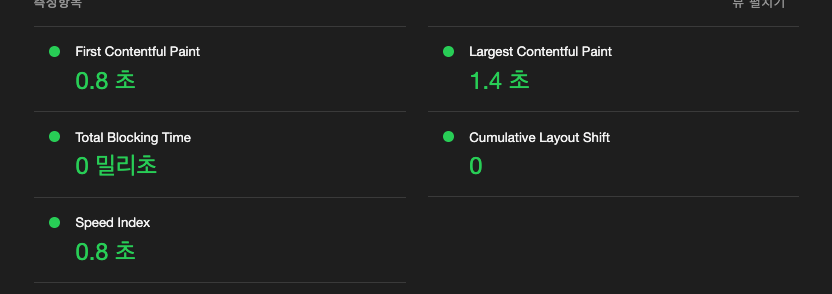 측정항목
뷰 펼치기
First Contentful Paint
0.8 초
Largest Contentful Paint
1.4 초
Total Blocking Time
0 밀리초
Cumulative Layout Shift
0
Speed Index
0.8 초